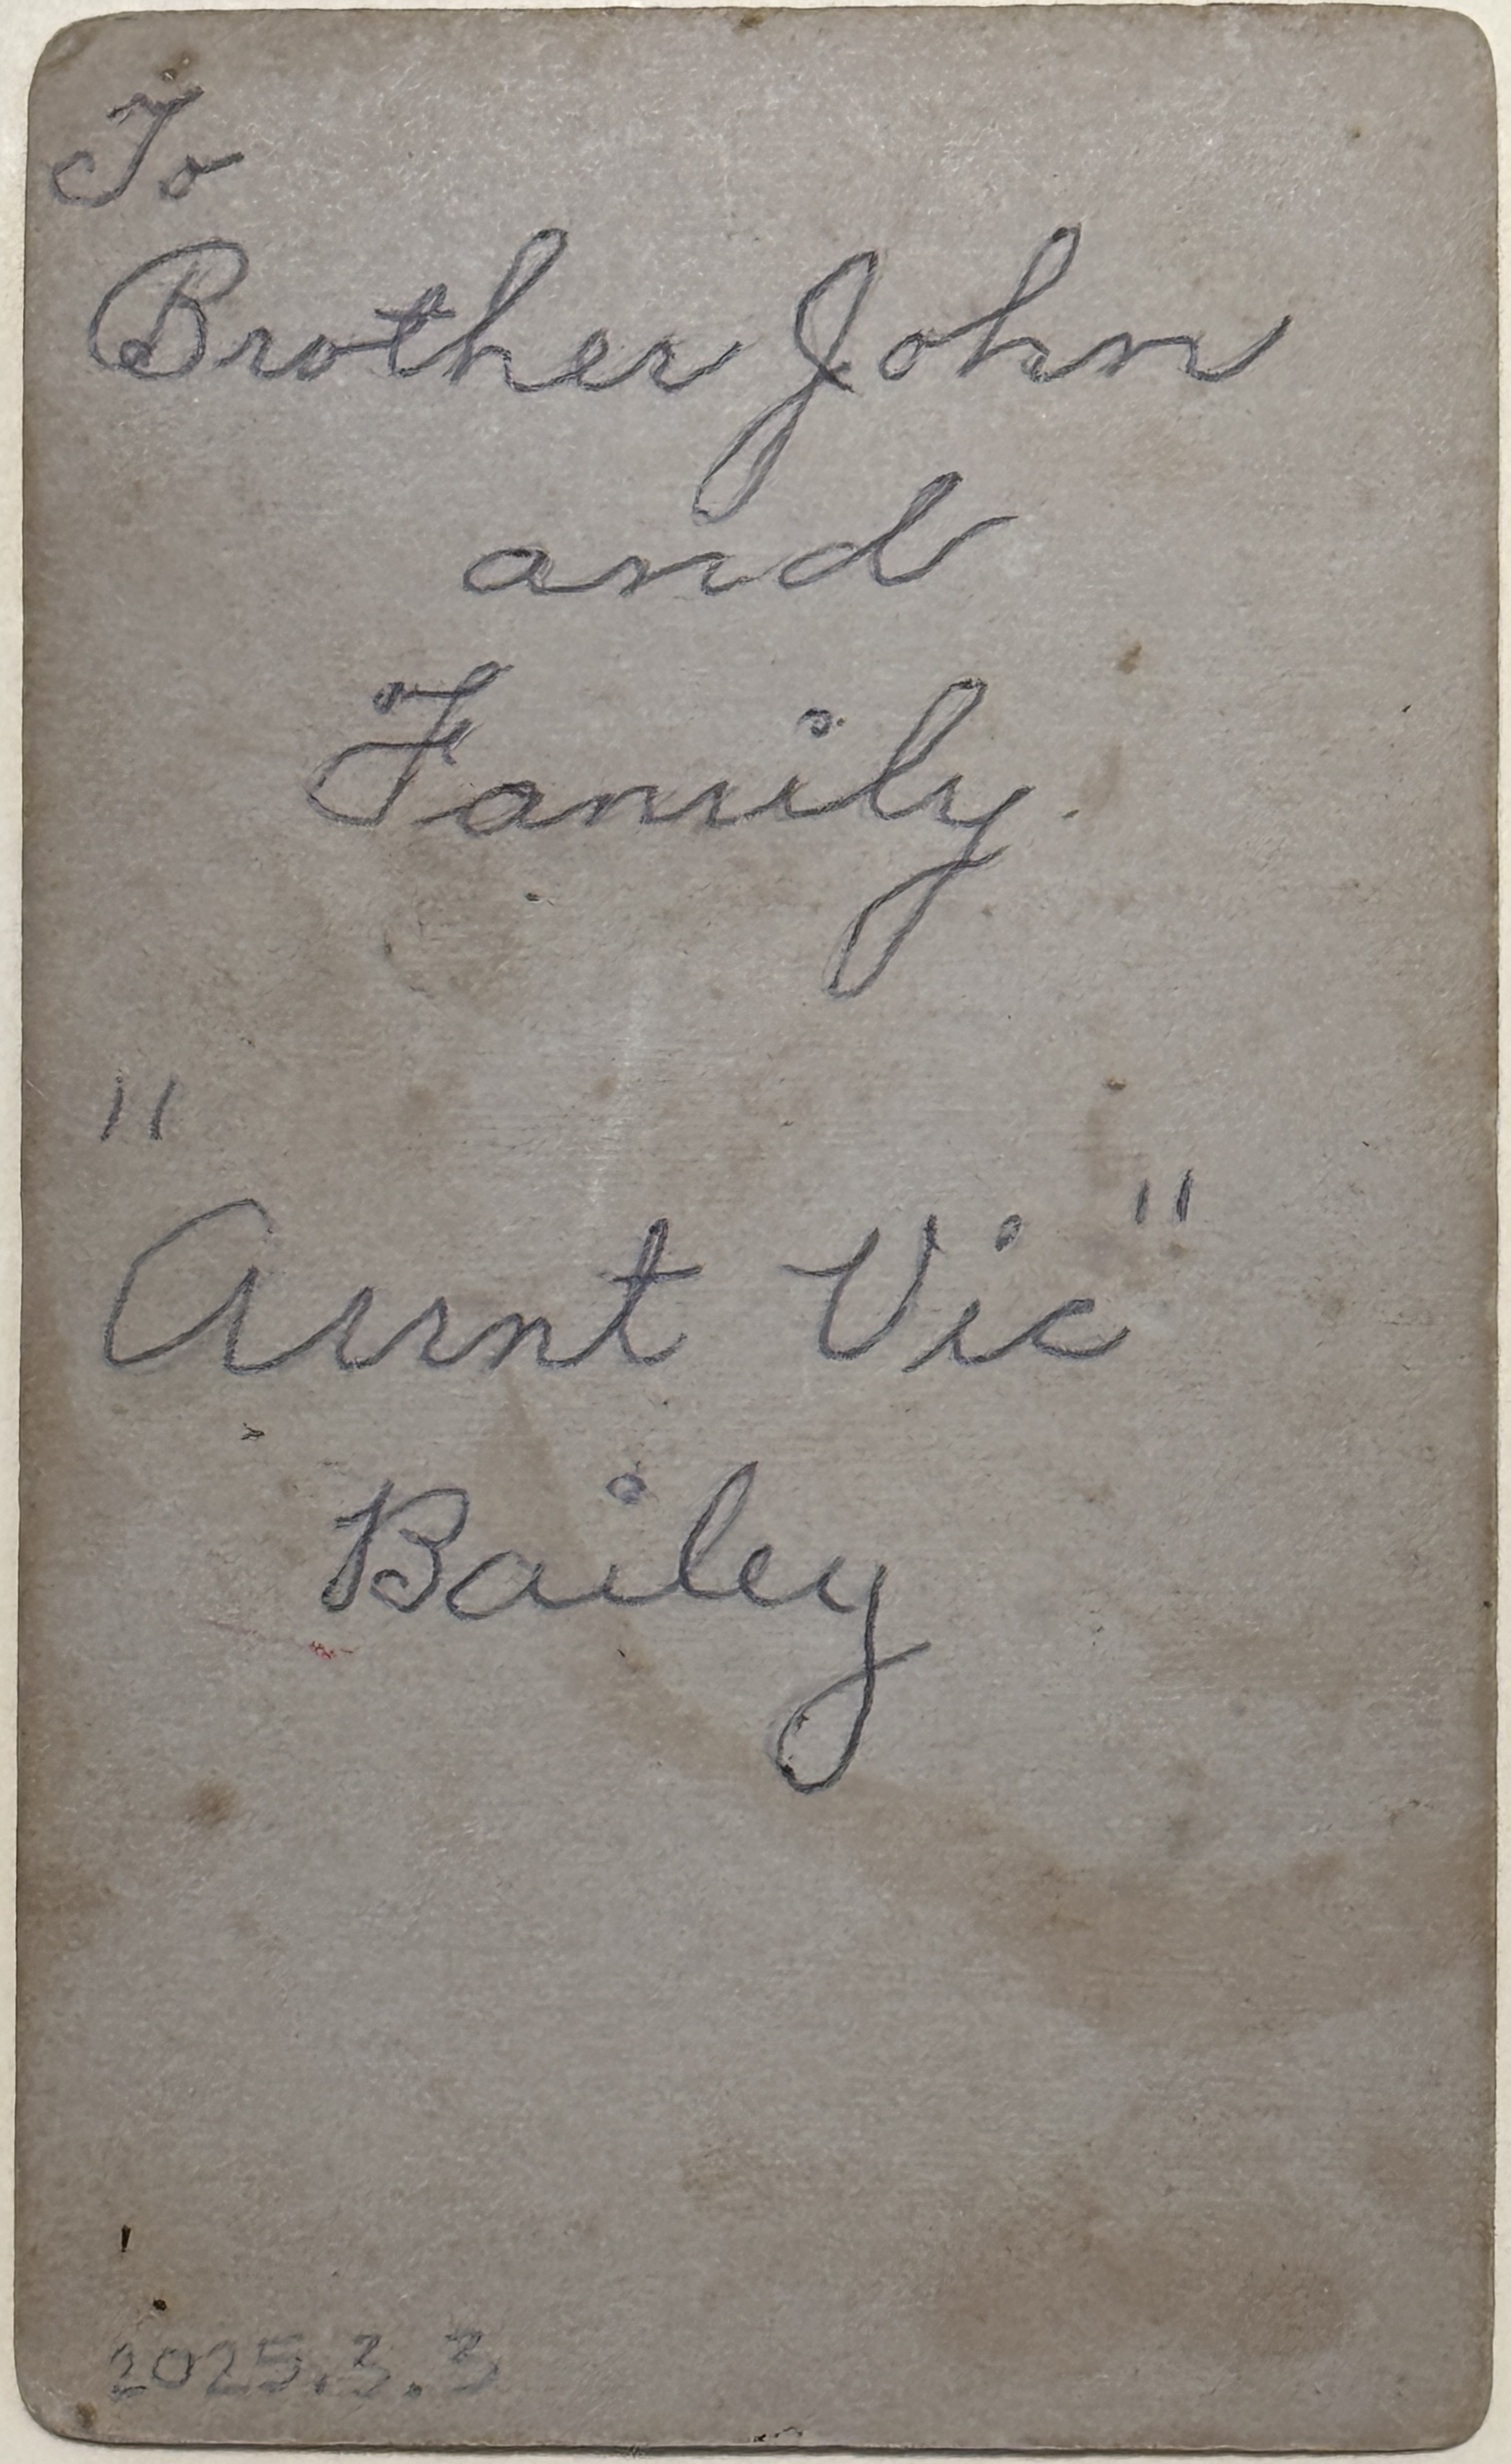 To
Brother John
and
Family.
"
Aunt Vic"
Bailey
2025.3.3